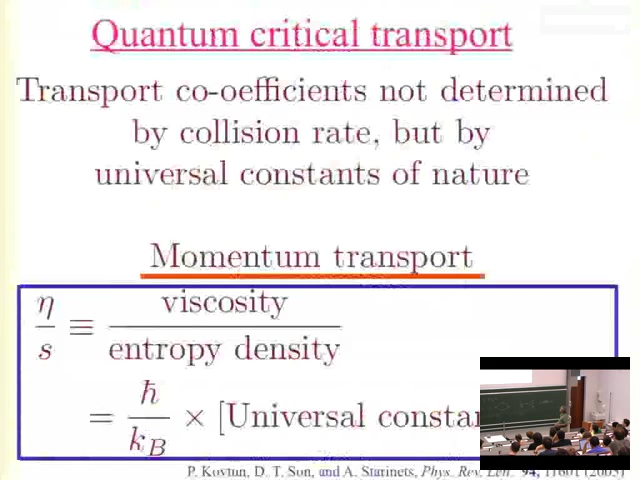 Quantum critical transport
Transport co-oefficients not determined
by collision rate, but by
universal constants of nature
Momentum transport
η/s ≡ viscosity/entropy density
= ħ/k_B × [Universal constan
P. Kovtun, D. T. Son, and A. Starinets, Phys. Rev. Lett. 94, 11601 (2005)